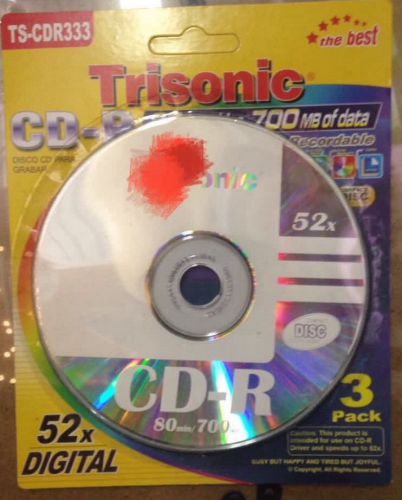 TS-CDR333
the best
Trisonic
CD-R
700 MB of data
Recordable
DISCO CD PARA
GRABAR
sonic
52x
DISC
CD-R
80min/700
3
Pack
52x
DIGITAL
Caution: This product is
intended for use on CD-R
Driver and speeds up to 52x.
BUSY BUT HAPPY AND TIRED BUT JOYFUL.
© Copyright. All Rights Reserved.